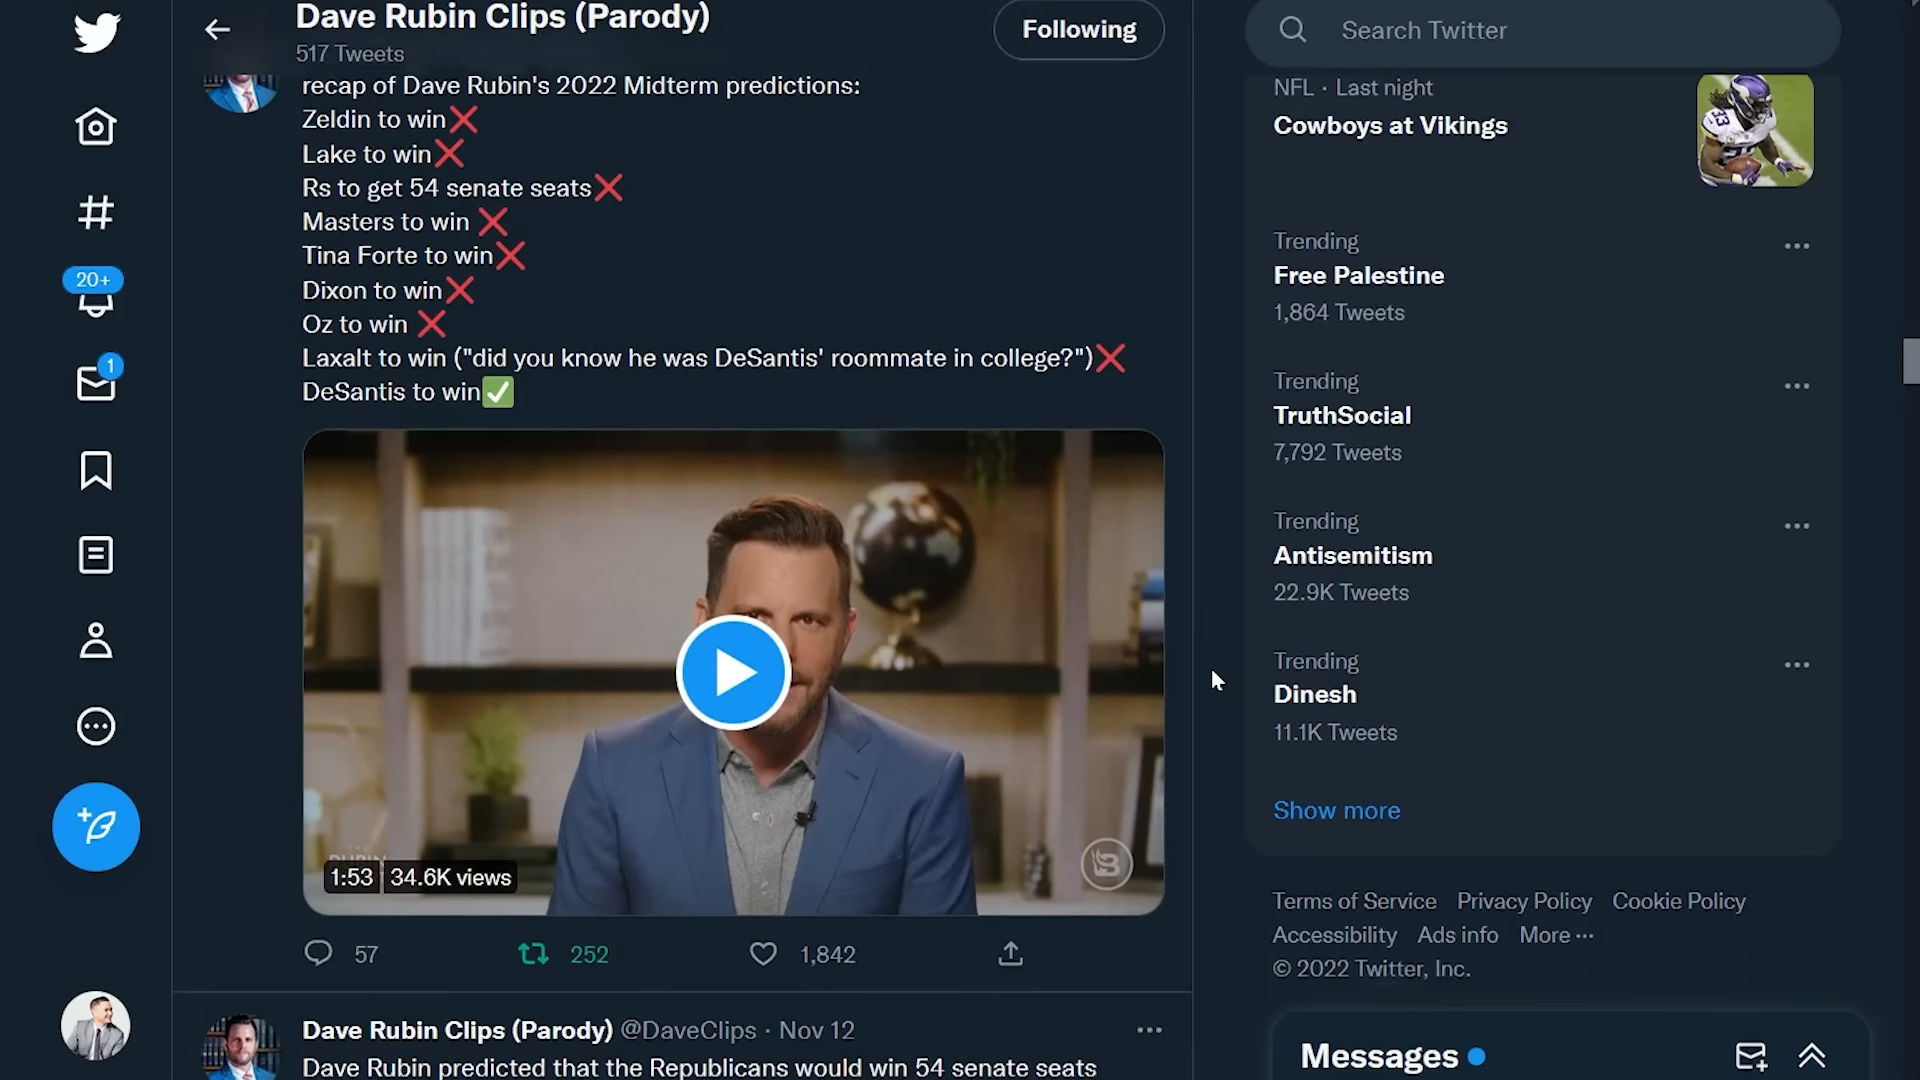 Dave Rubin Clips (Parody)
517 Tweets
Following
recap of Dave Rubin's 2022 Midterm predictions:
Zeldin to win❌
Lake to win❌
Rs to get 54 senate seats❌
Masters to win ❌
Tina Forte to win❌
Dixon to win❌
Oz to win ❌
Laxalt to win ("did you know he was DeSantis' roommate in college?")❌
DeSantis to win✅
RUBIN
1:53
34.6K views
57
252
1,842
Dave Rubin Clips (Parody) @DaveClips · Nov 12
Dave Rubin predicted that the Republicans would win 54 senate seats
20+
1
Search Twitter
NFL · Last night
Cowboys at Vikings
33
Trending
Free Palestine
1,864 Tweets
Trending
TruthSocial
7,792 Tweets
Trending
Antisemitism
22.9K Tweets
Trending
Dinesh
11.1K Tweets
Show more
Terms of Service Privacy Policy Cookie Policy
Accessibility Ads info More ···
© 2022 Twitter, Inc.
Messages